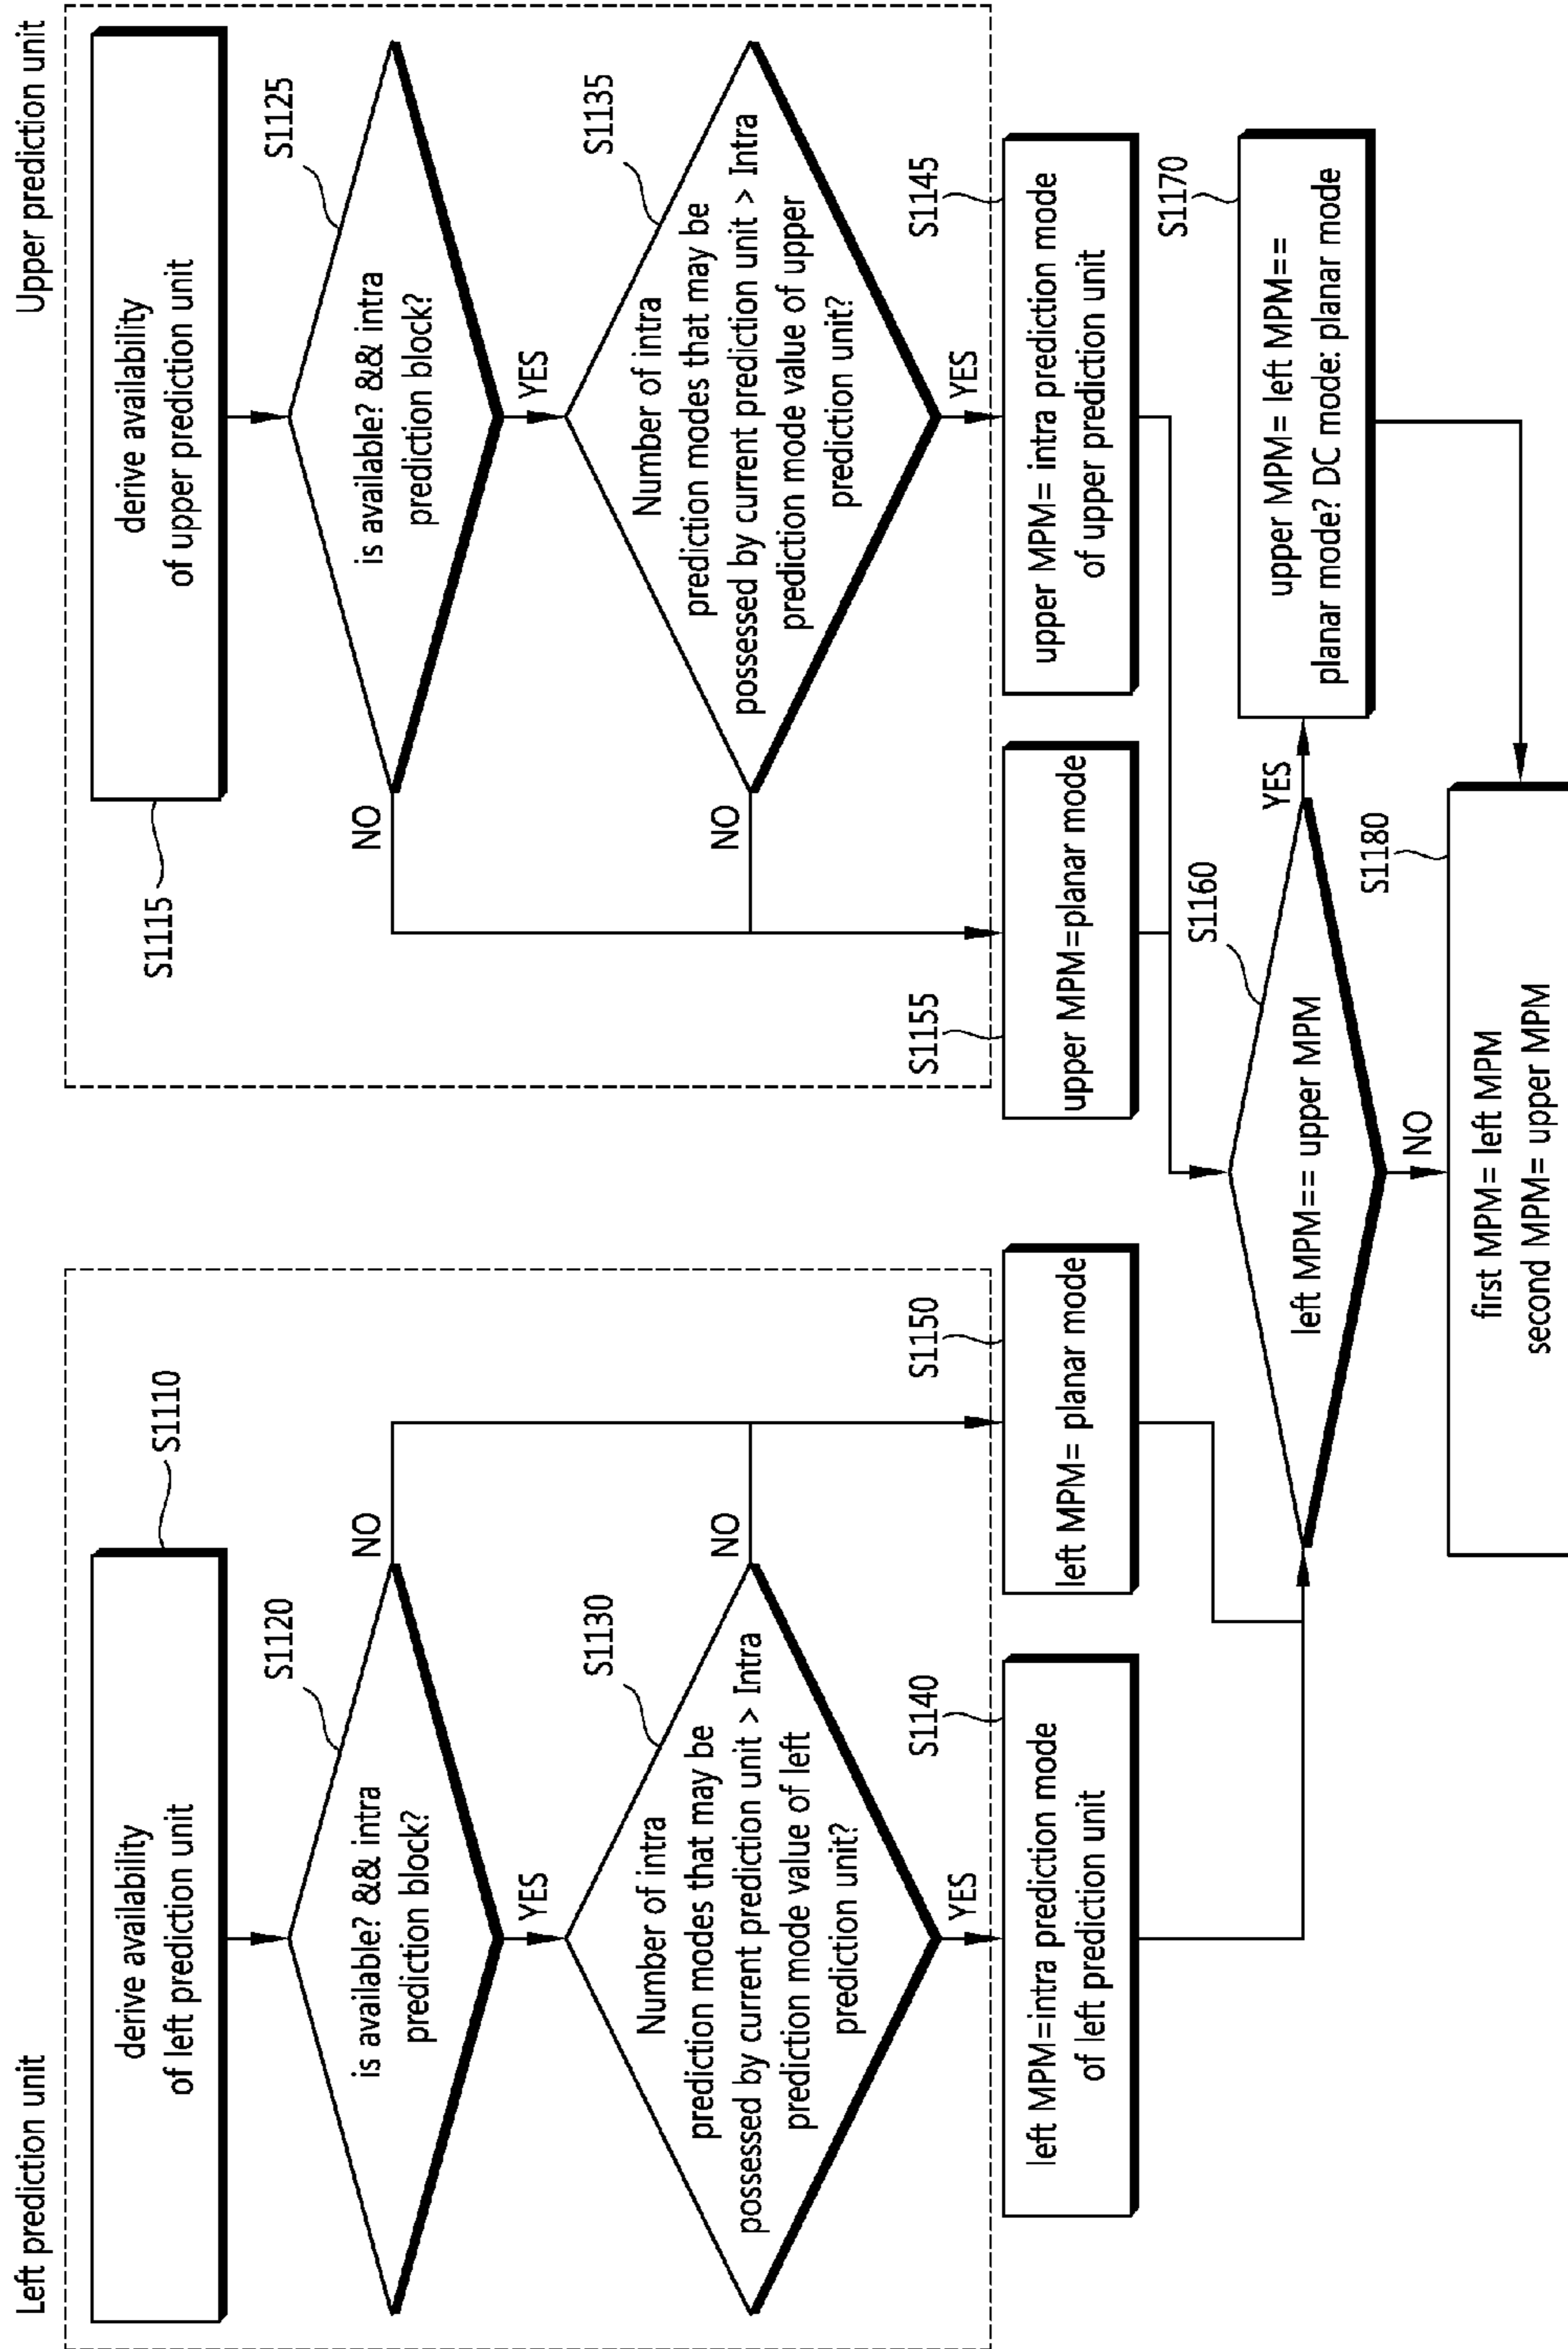 Left prediction unit
derive availability
of left prediction unit
S1110
is available? && intra
prediction block?
S1120
NO
YES
Number of intra
prediction modes that may be
possessed by current prediction unit > Intra
prediction mode value of left
prediction unit?
S1130
NO
YES
left MPM=intra prediction mode
of left prediction unit
S1140
left MPM= planar mode
S1150
Upper prediction unit
derive availability
of upper prediction unit
S1115
is available? && intra
prediction block?
S1125
NO
YES
Number of intra
prediction modes that may be
possessed by current prediction unit > Intra
prediction mode value of upper
prediction unit?
S1135
NO
YES
upper MPM=planar mode
S1155
upper MPM= intra prediction mode
of upper prediction unit
S1145
left MPM== upper MPM
S1160
YES
NO
upper MPM= left MPM==
planar mode? DC mode: planar mode
S1170
first MPM= left MPM
second MPM= upper MPM
S1180